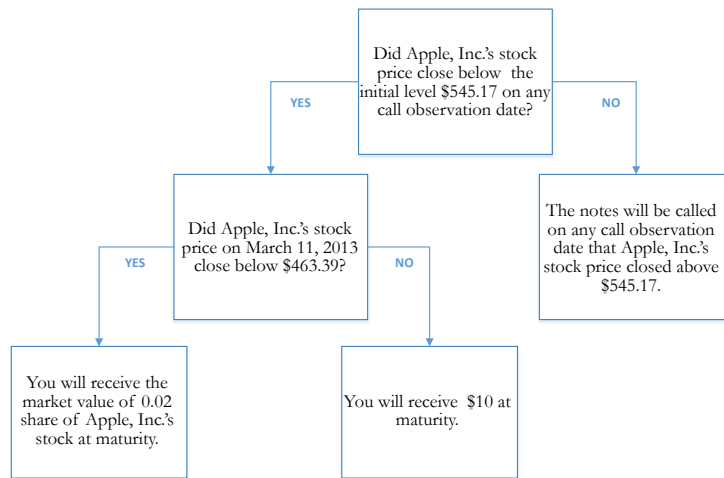 Did Apple, Inc.'s stock
price close below the
initial level $545.17 on any
call observation date?
YES
NO
Did Apple, Inc.'s stock
price on March 11, 2013
close below $463.39?
The notes will be called
on any call observation
date that Apple, Inc.'s
stock price closed above
$545.17.
YES
NO
You will receive the
market value of 0.02
share of Apple, Inc.'s
stock at maturity.
You will receive $10 at
maturity.